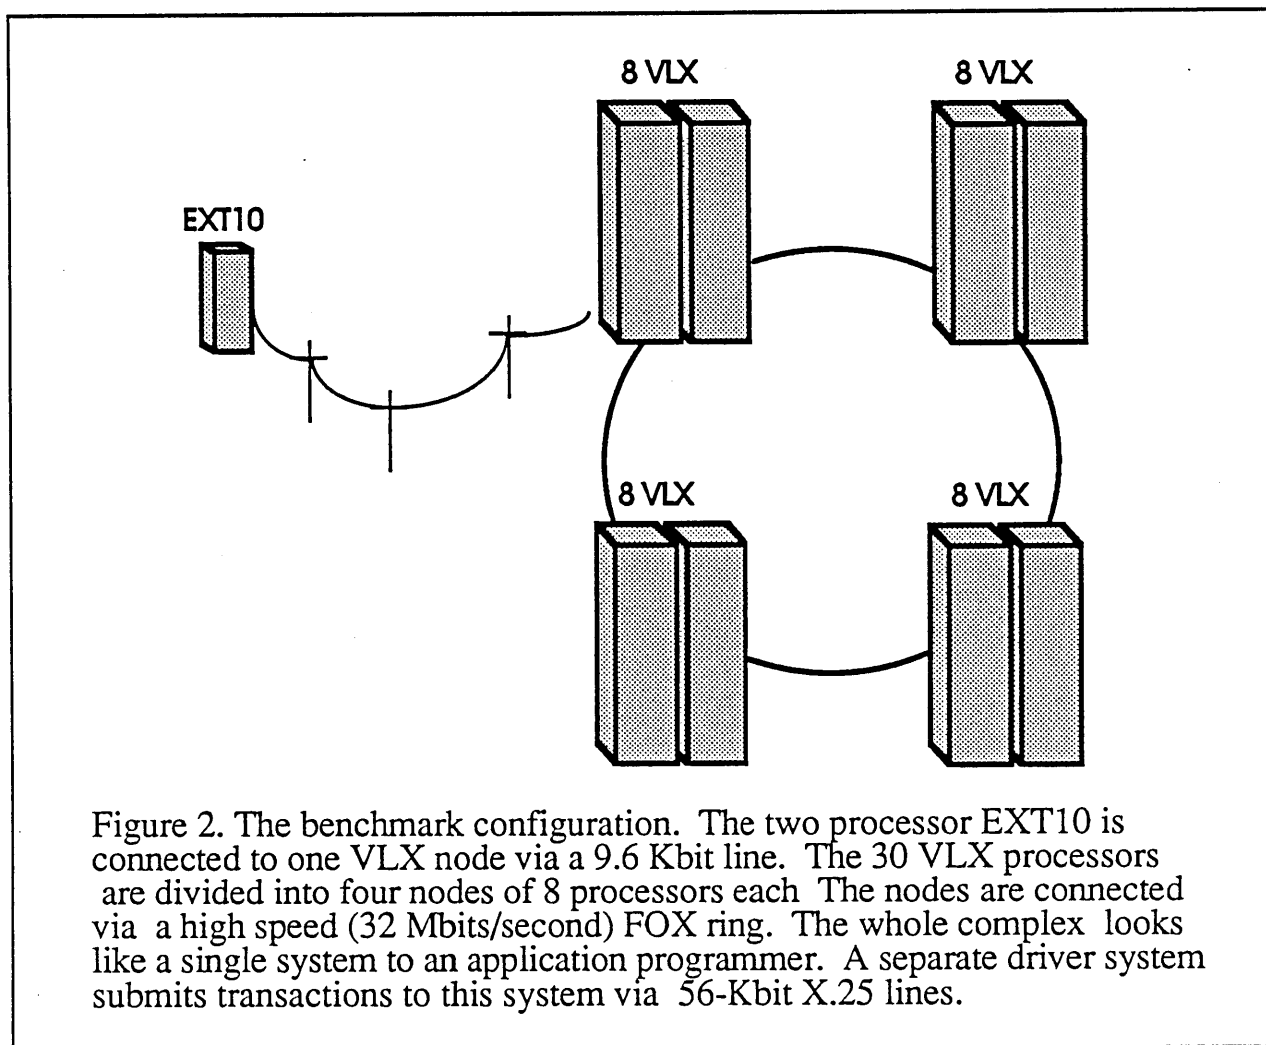 8 VLX
8 VLX
EXT10
8 VLX
8 VLX
Figure 2. The benchmark configuration. The two processor EXT10 is
connected to one VLX node via a 9.6 Kbit line. The 30 VLX processors
are divided into four nodes of 8 processors each The nodes are connected
via a high speed (32 Mbits/second) FOX ring. The whole complex looks
like a single system to an application programmer. A separate driver system
submits transactions to this system via 56-Kbit X.25 lines.